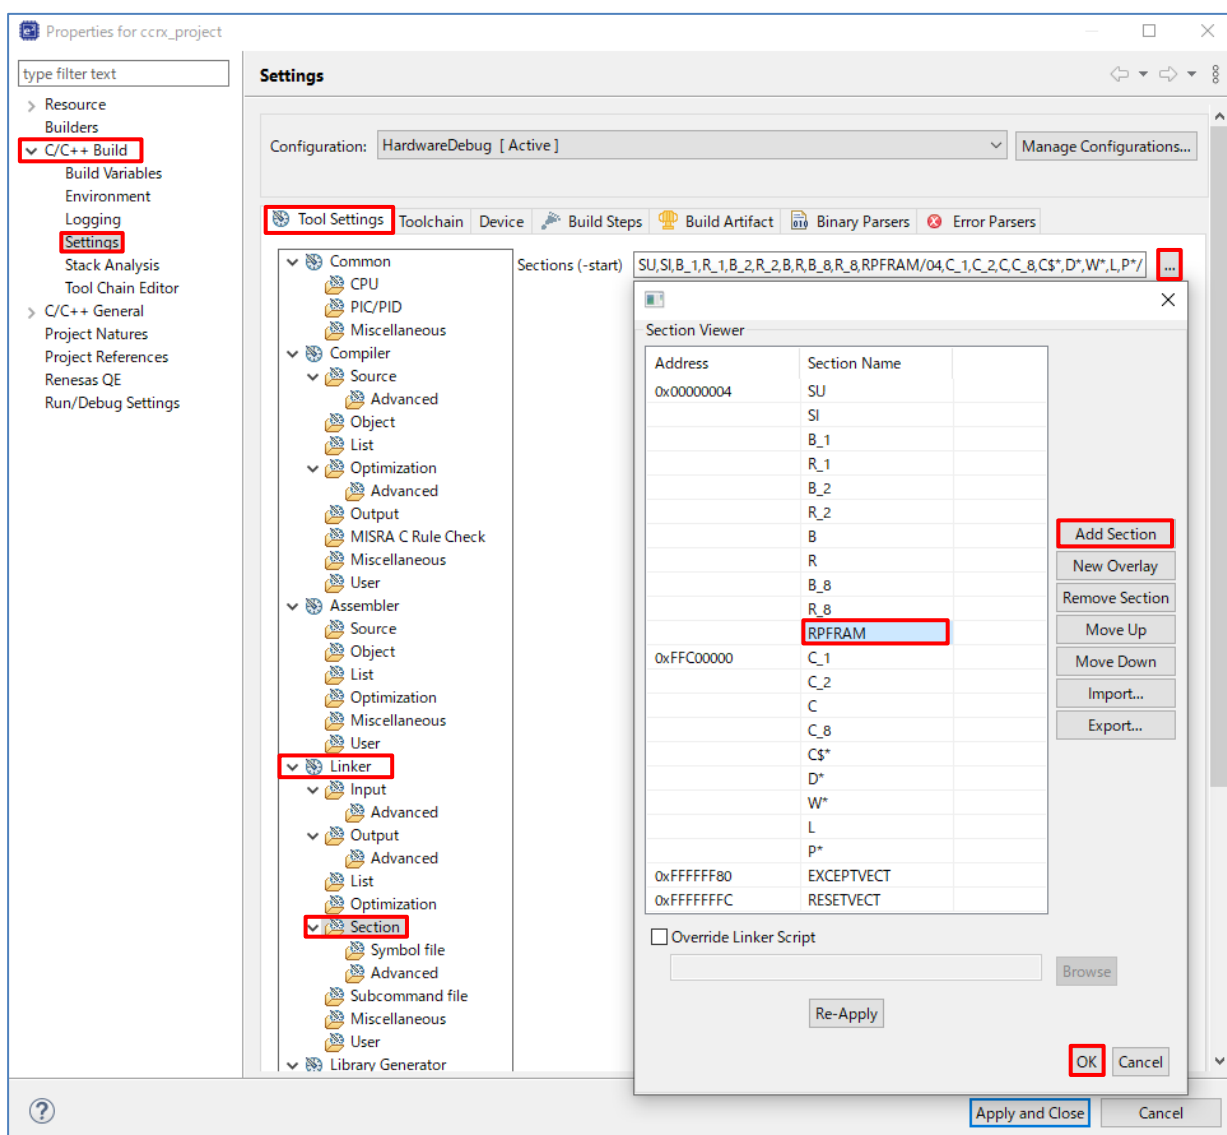 Properties for ccrx_project
type filter text
Resource
Builders
C/C++ Build
Build Variables
Environment
Logging
Settings
Stack Analysis
Tool Chain Editor
C/C++ General
Project Natures
Project References
Renesas QE
Run/Debug Settings
Settings
Configuration: HardwareDebug [ Active ] Manage Configurations...
Tool Settings Toolchain Device Build Steps Build Artifact Binary Parsers Error Parsers
Common
CPU
PIC/PID
Miscellaneous
Compiler
Source
Advanced
Object
List
Optimization
Advanced
Output
MISRA C Rule Check
Miscellaneous
User
Assembler
Source
Object
List
Optimization
Miscellaneous
User
Linker
Input
Advanced
Output
Advanced
List
Optimization
Section
Symbol file
Advanced
Subcommand file
Miscellaneous
User
Library Generator
Sections (-start) SU,SI,B_1,R_1,B_2,R_2,B,R,B_8,R_8,RPFRAM/04,C_1,C_2,C,C_8,C$*,D*,W*,L,P*/ ...
Section Viewer
Address Section Name
0x00000004 SU
SI
B_1
R_1
B_2
R_2
B
R
B_8
R_8
RPFRAM
0xFFC00000 C_1
C_2
C
C_8
C$*
D*
W*
L
P*
0xFFFFFF80 EXCEPTVECT
0xFFFFFFFC RESETVECT
Add Section
New Overlay
Remove Section
Move Up
Move Down
Import...
Export...
Override Linker Script
Browse
Re-Apply
OK Cancel
Apply and Close Cancel